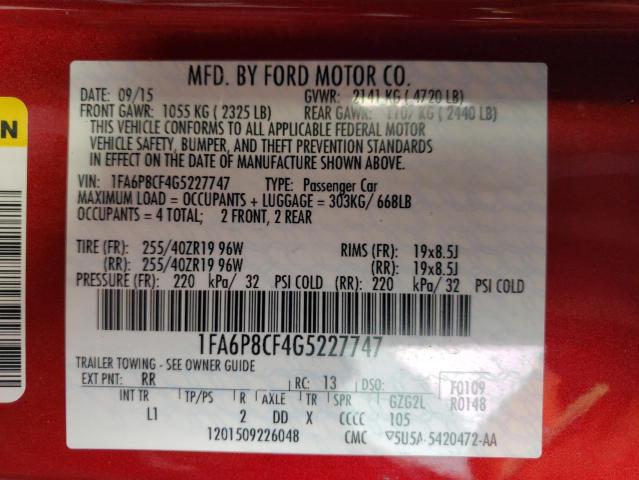 MFD. BY FORD MOTOR CO.
DATE: 09/15 GVWR: 2141 KG ( 4720 LB)
FRONT GAWR: 1055 KG ( 2325 LB) REAR GAWR: 1107 KG ( 2440 LB)
THIS VEHICLE CONFORMS TO ALL APPLICABLE FEDERAL MOTOR
VEHICLE SAFETY, BUMPER, AND THEFT PREVENTION STANDARDS
IN EFFECT ON THE DATE OF MANUFACTURE SHOWN ABOVE.
VIN: 1FA6P8CF4G5227747 TYPE: Passenger Car
MAXIMUM LOAD = OCCUPANTS + LUGGAGE = 303KG/ 668LB
OCCUPANTS = 4 TOTAL; 2 FRONT, 2 REAR
TIRE (FR): 255/40ZR19 96W RIMS (FR): 19x8.5J
(RR): 255/40ZR19 96W (RR): 19x8.5J
PRESSURE (FR): 220 kPa/ 32 PSI COLD (RR): 220 kPa/ 32 PSI COLD
1FA6P8CF4G5227747
TRAILER TOWING - SEE OWNER GUIDE
EXT PNT: RR RC: 13 DSO: F0109
INT TR TP/PS R AXLE TR SPR GZG2L R0148
L1 2 DD X CCCC 105
1201509226048 CMC ▽5U5A-5420472-AA